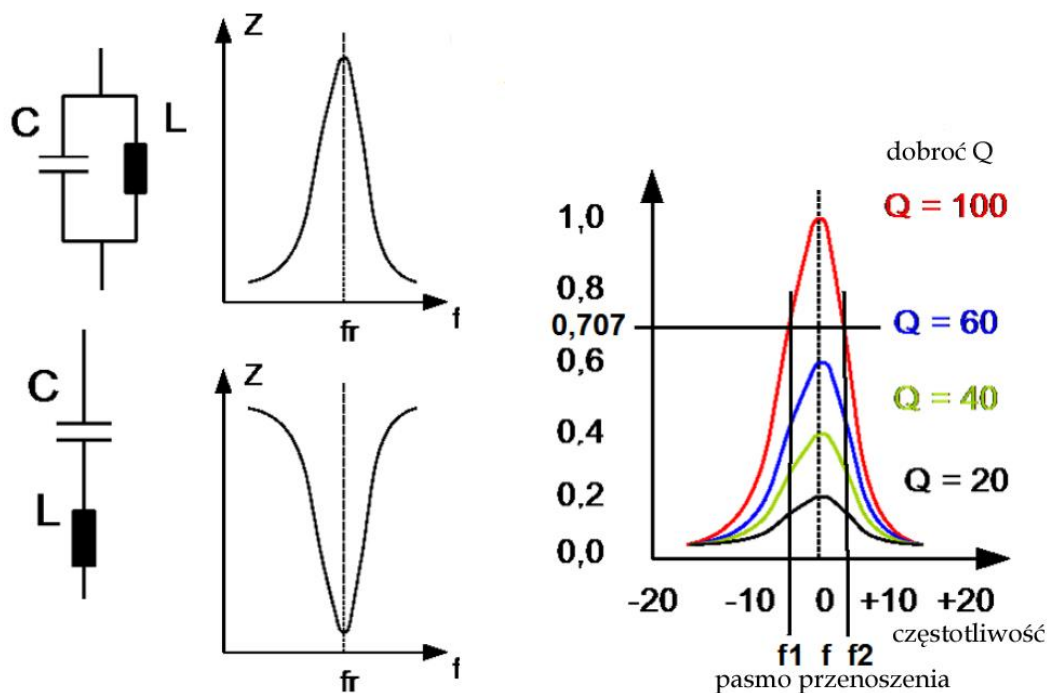 Z
C
L
fr
f
Z
C
L
fr
f
dobroć Q
Q = 100
1,0
0,8
0,707
Q = 60
0,6
Q = 40
0,4
Q = 20
0,2
0,0
-20 -10 0 +10 +20
częstotliwość
f1 f f2
pasmo przenoszenia